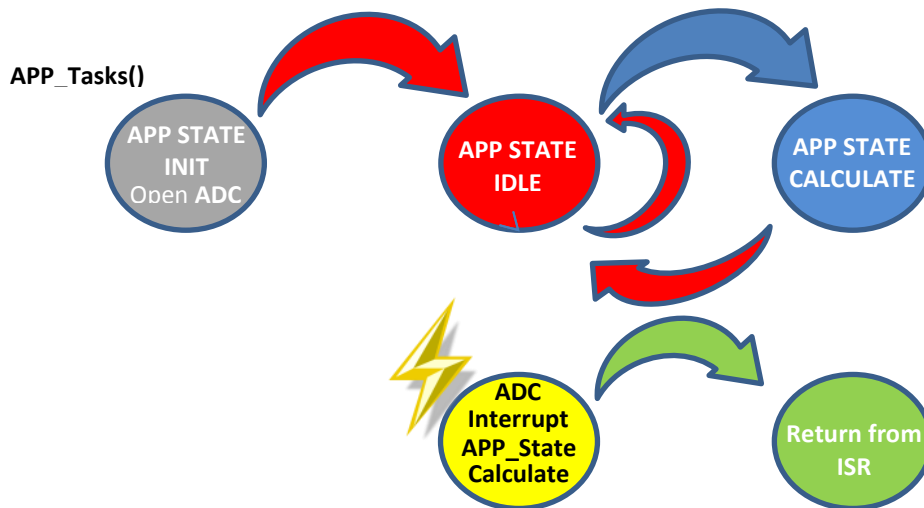 APP_Tasks()
APP STATE
INIT
Open ADC
APP STATE
IDLE
APP STATE
CALCULATE
ADC
Interrupt
APP_State
Calculate
Return from
ISR